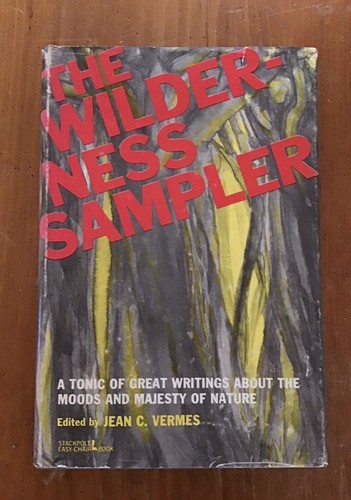 THE
WILDER-
NESS
SAMPLER
A TONIC OF GREAT WRITINGS ABOUT THE
MOODS AND MAJESTY OF NATURE
Edited by JEAN C. VERMES
STACKPOLE
EASY-CHAIR BOOK